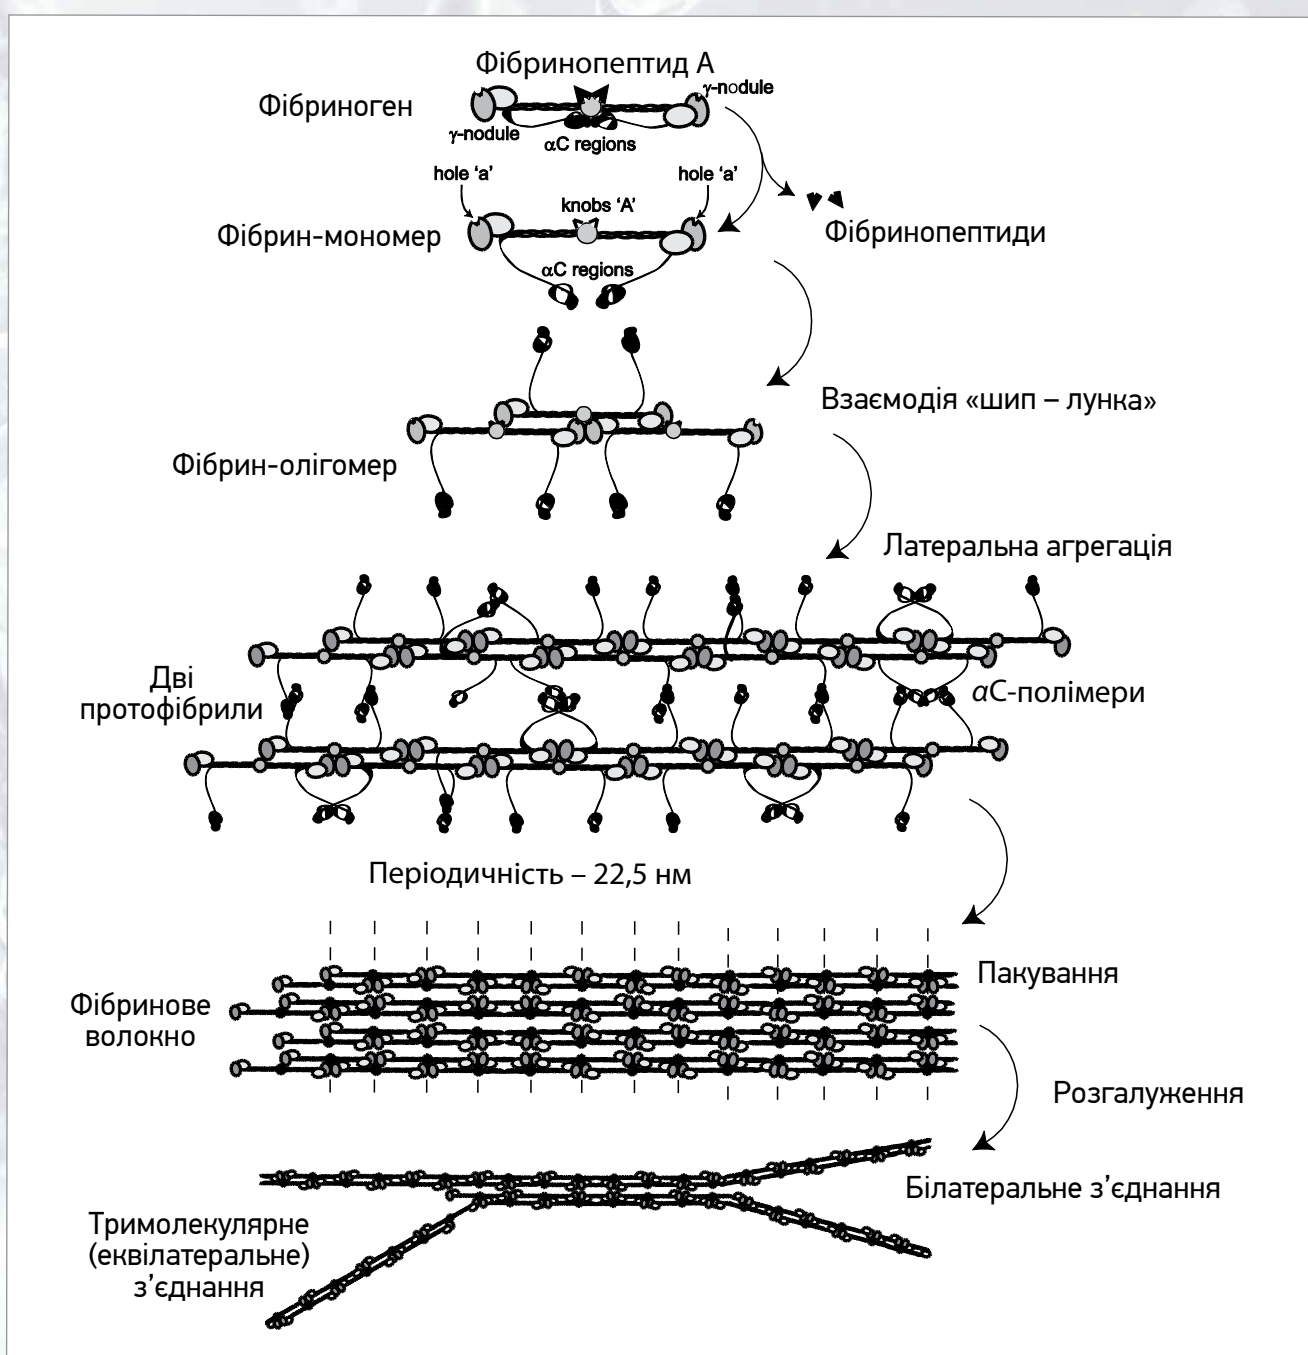 Фібринопептид А
γ-nodule
Фібриноген
γ-nodule
αC regions
hole ‘a’
hole ‘a’
knobs ‘A’
Фібрин-мономер
Фібринопептиди
αC regions
Взаємодія «шип – лунка»
Фібрин-олігомер
Латеральна агрегація
Дві
протофібрили
αС-полімери
Періодичність – 22,5 нм
Пакування
Фібринове
волокно
Розгалуження
Білатеральне з’єднання
Тримолекулярне
(еквілатеральне)
з’єднання